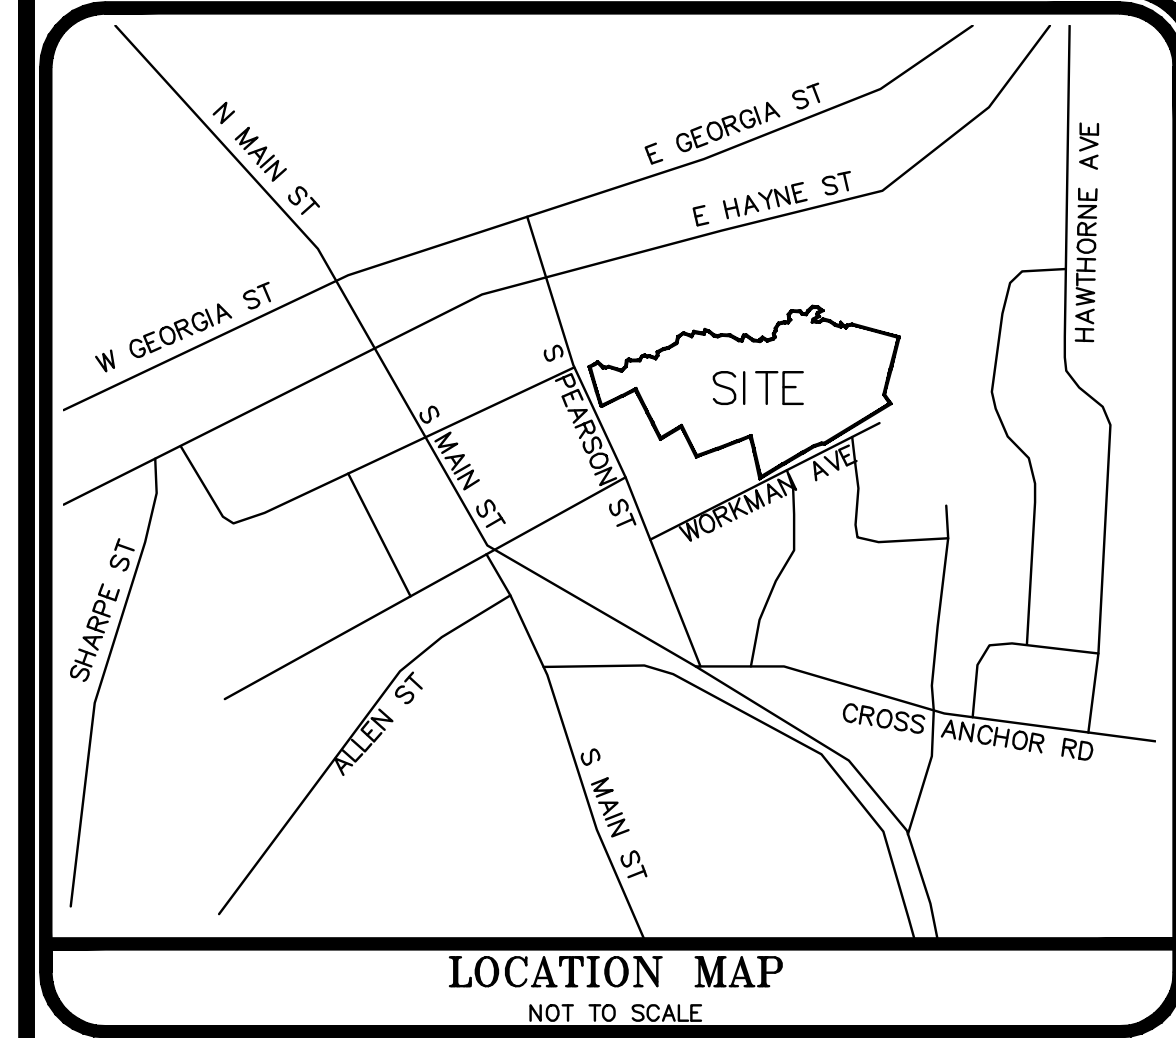 N MAIN ST
E GEORGIA ST
HAWTHORNE AVE
E HAYNE ST
W GEORGIA ST
S PEARSON ST
SITE
S MAIN ST
WORKMAN AVE
SHARPE ST
ALLEN ST
CROSS ANCHOR RD
S MAIN ST
LOCATION MAP
NOT TO SCALE